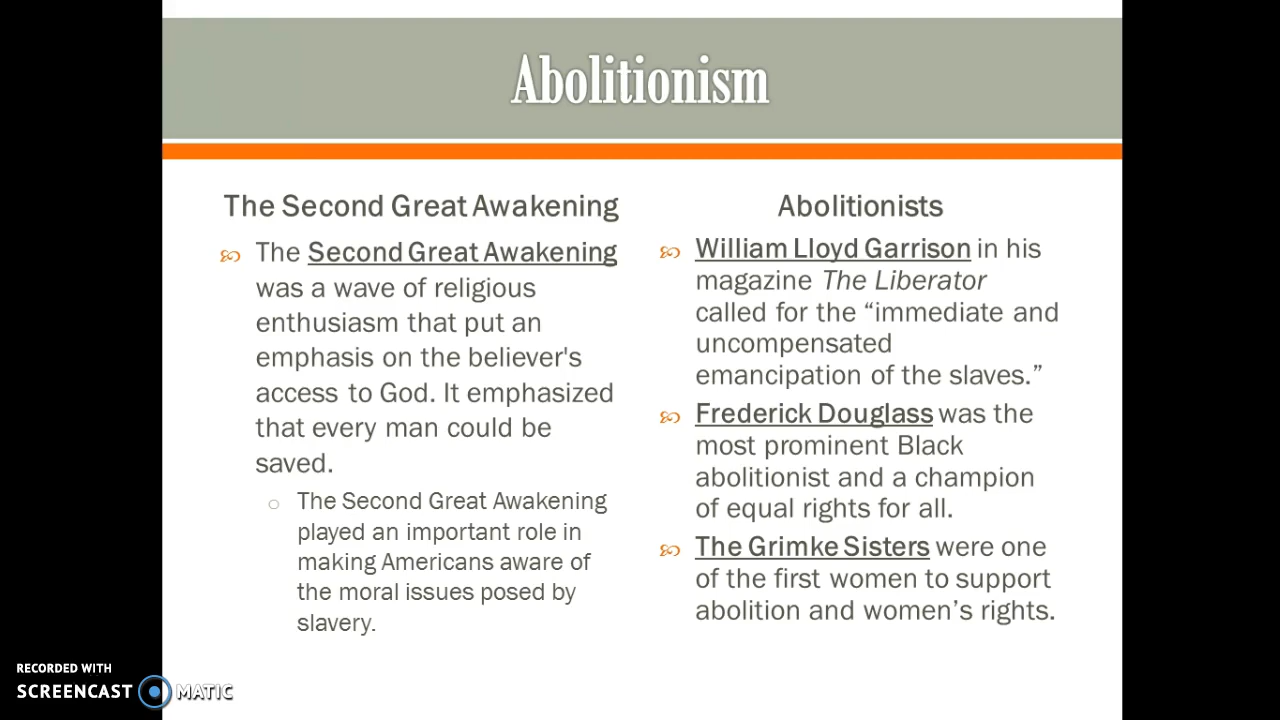 Abolitionism
The Second Great Awakening
The Second Great Awakening
was a wave of religious
enthusiasm that put an
emphasis on the believer's
access to God. It emphasized
that every man could be
saved.
The Second Great Awakening
played an important role in
making Americans aware of
the moral issues posed by
slavery.
Abolitionists
William Lloyd Garrison in his
magazine The Liberator
called for the “immediate and
uncompensated
emancipation of the slaves.”
Frederick Douglass was the
most prominent Black
abolitionist and a champion
of equal rights for all.
The Grimke Sisters were one
of the first women to support
abolition and women’s rights.
RECORDED WITH
SCREENCAST MATIC